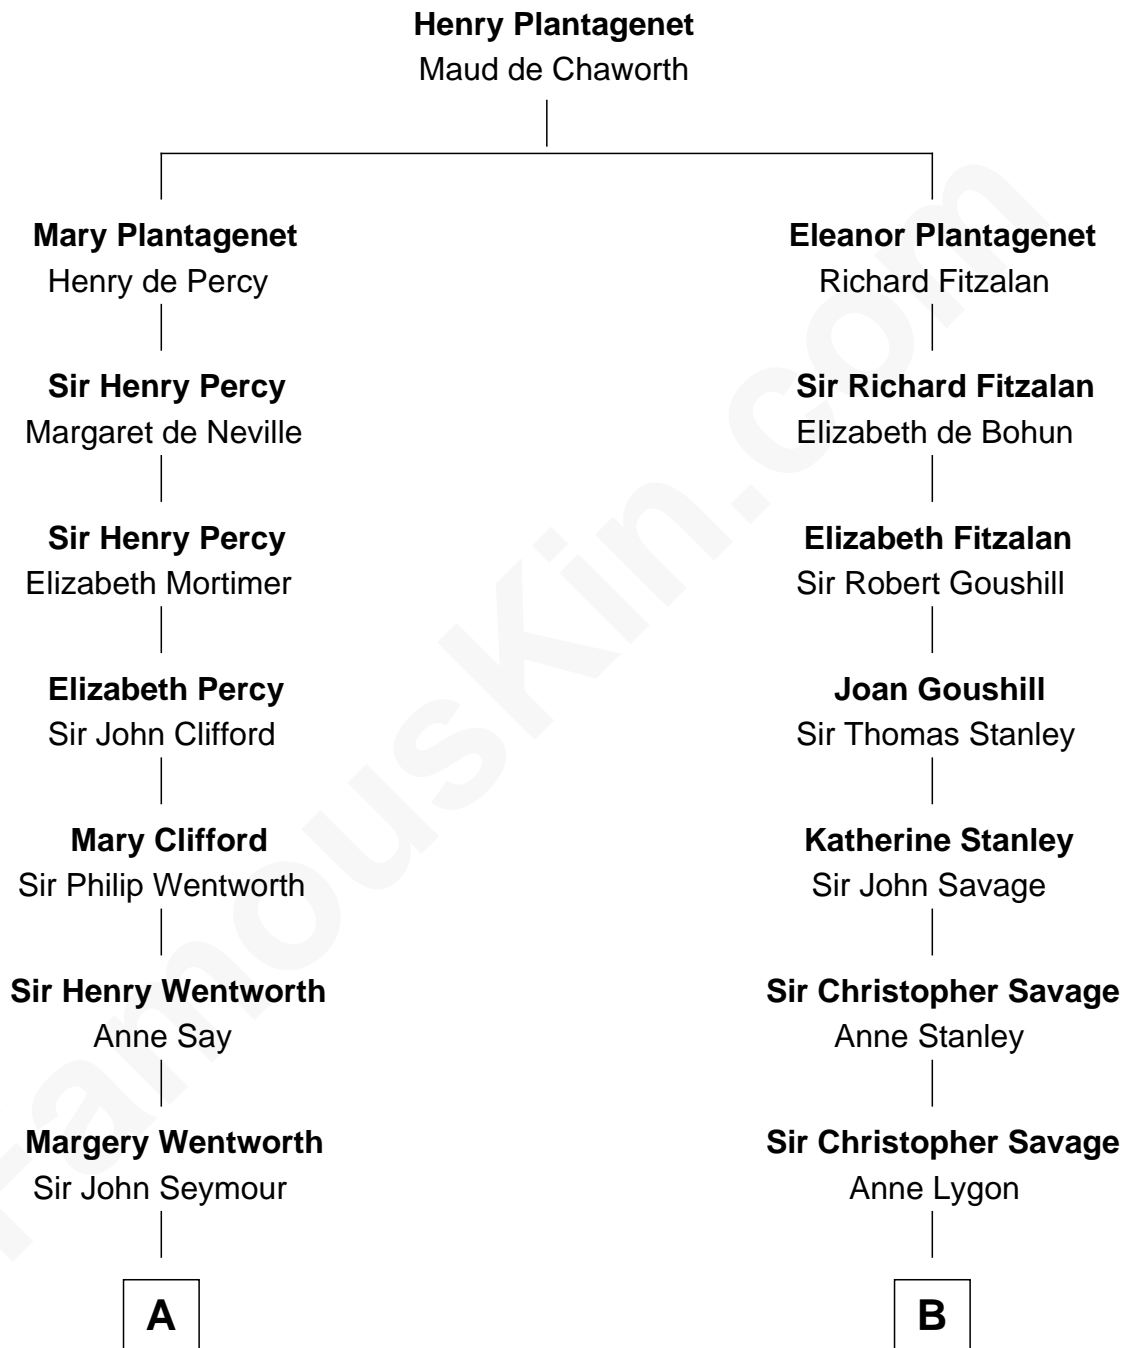 Henry Plantagenet
Maud de Chaworth
Mary Plantagenet
Henry de Percy
Eleanor Plantagenet
Richard Fitzalan
Sir Henry Percy
Margaret de Neville
Sir Richard Fitzalan
Elizabeth de Bohun
Sir Henry Percy
Elizabeth Mortimer
Elizabeth Fitzalan
Sir Robert Goushill
Elizabeth Percy
Sir John Clifford
Joan Goushill
Sir Thomas Stanley
Mary Clifford
Sir Philip Wentworth
Katherine Stanley
Sir John Savage
Sir Henry Wentworth
Anne Say
Sir Christopher Savage
Anne Stanley
Margery Wentworth
Sir John Seymour
Sir Christopher Savage
Anne Lygon
A
B
FamousKin.com